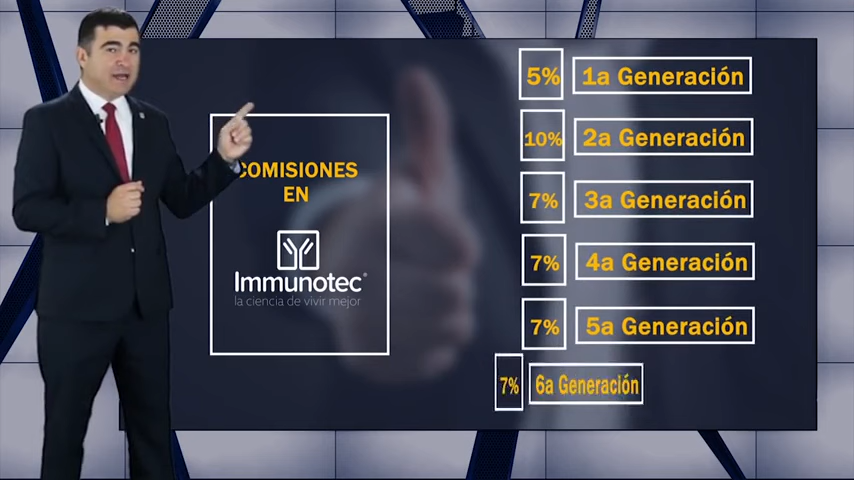 COMISIONES
EN
Immunotec®
la ciencia de vivir mejor
5% 1a Generación
10% 2a Generación
7% 3a Generación
7% 4a Generación
7% 5a Generación
7% 6a Generación